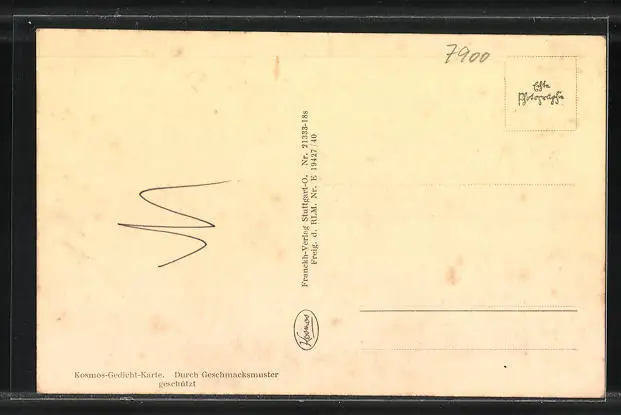 7900
Echte
Photographie
Franckh-Verlag Stuttgart-O. Nr. 21333-18s
Freig. d. RLM. Nr. E 19427/40
Kosmos
Kosmos-Gedicht-Karte. Durch Geschmacksmuster
geschützt